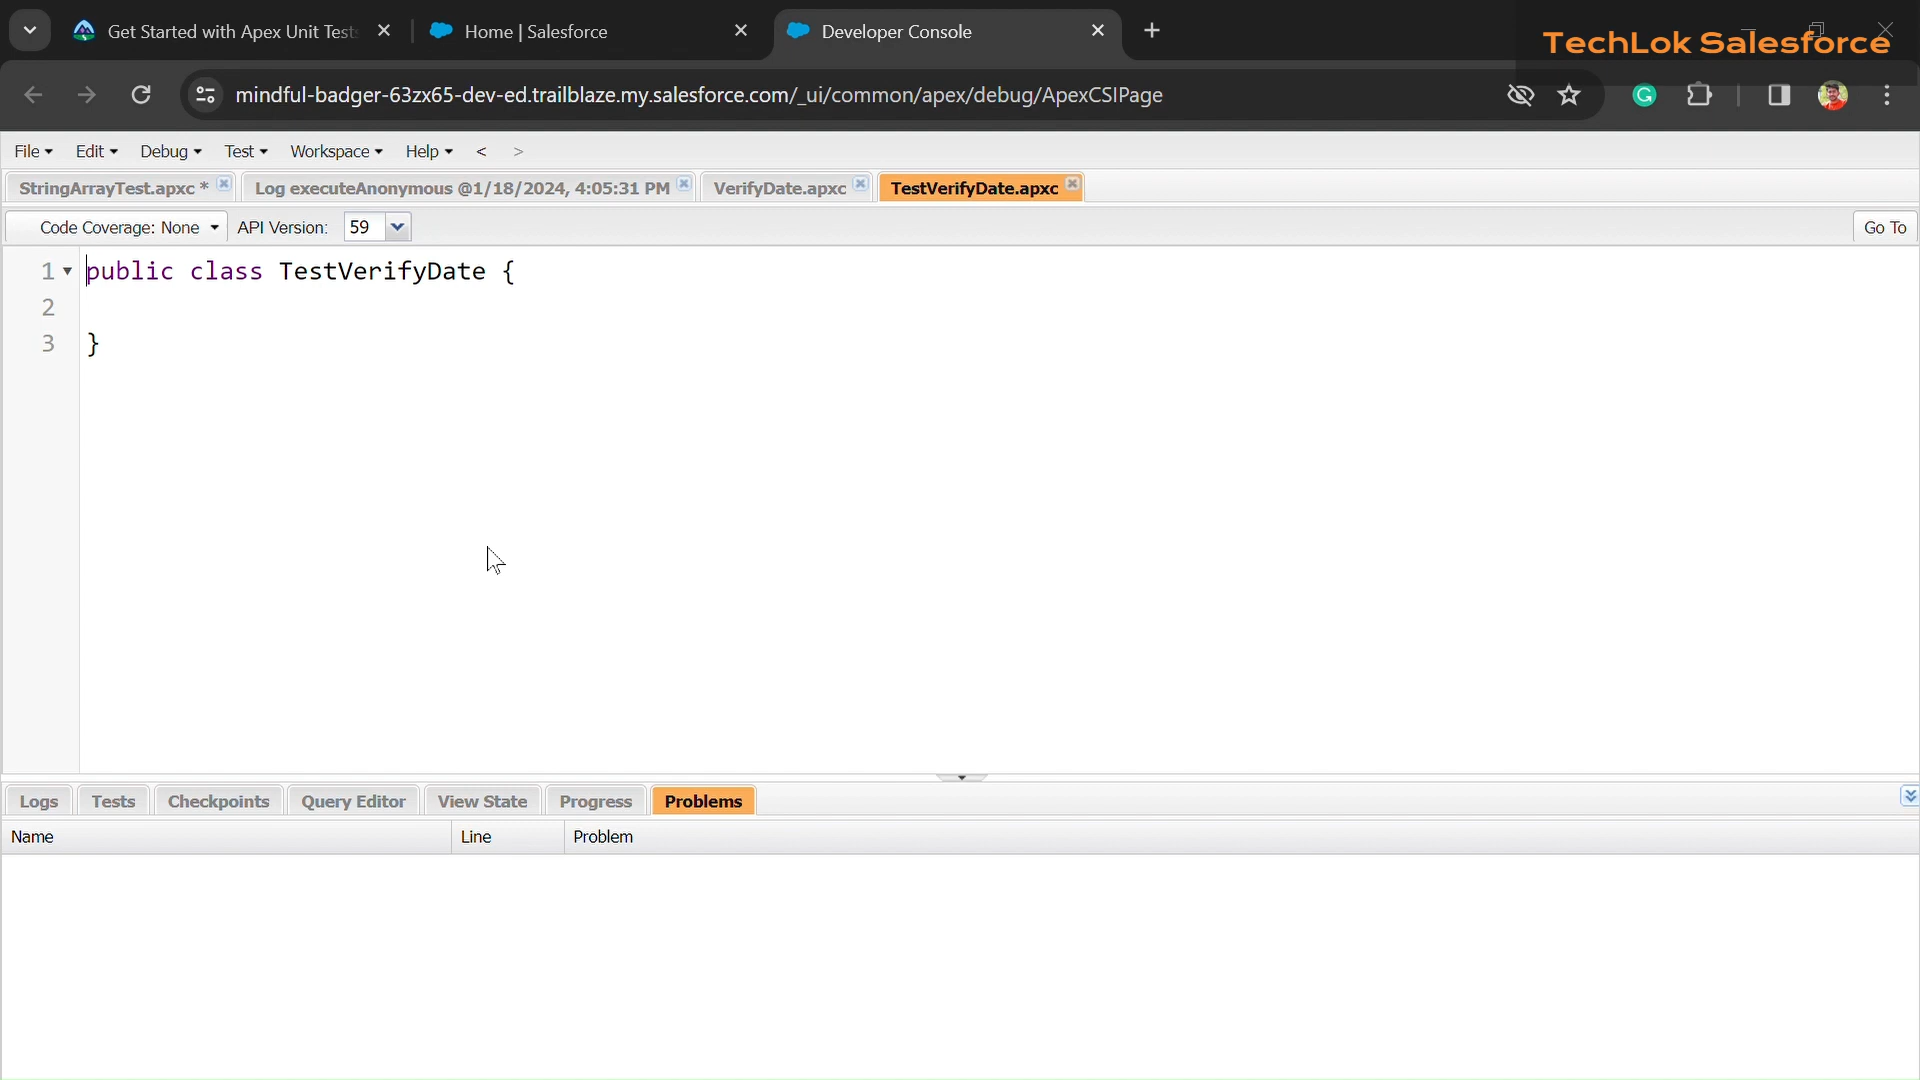 Get Started with Apex Unit Tests
Home | Salesforce
Developer Console
TechLok Salesforce
mindful-badger-63zx65-dev-ed.trailblaze.my.salesforce.com/_ui/common/apex/debug/ApexCSIPage
File Edit Debug Test Workspace Help < >
StringArrayTest.apxc * Log executeAnonymous @1/18/2024, 4:05:31 PM VerifyDate.apxc TestVerifyDate.apxc
Code Coverage: None API Version: 59 Go To
1 public class TestVerifyDate {
2
3 }
Logs Tests Checkpoints Query Editor View State Progress Problems
Name Line Problem